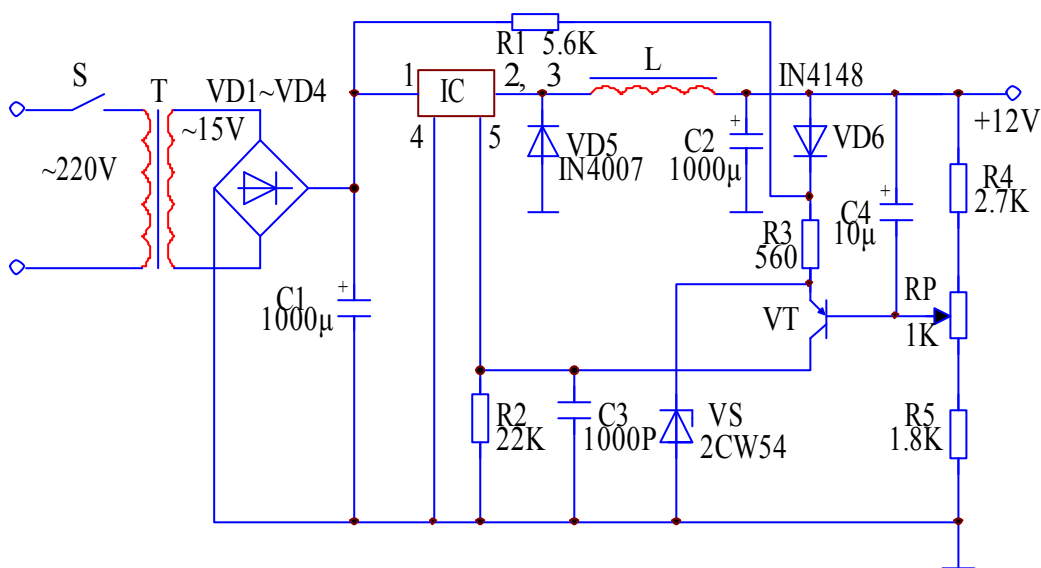 R1 5.6K
S
T
VD1~VD4
1
IC
2, 3
L
IN4148
~15V
4
5
+12V
~220V
VD5
IN4007
C2
1000μ
VD6
R4
2.7K
C4
10μ
R3
560
C1
1000μ
RP
1K
VT
R2
22K
C3
1000P
VS
2CW54
R5
1.8K
+
+
+